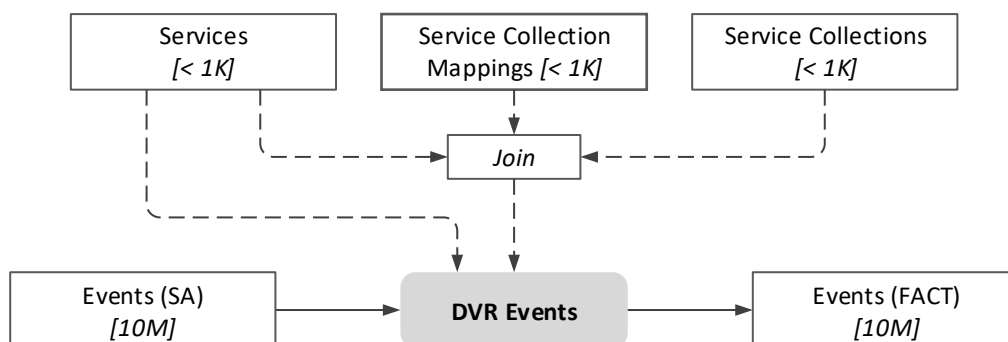 Services
[< 1K]
Service Collection
Mappings [< 1K]
Service Collections
[< 1K]
Join
Events (SA)
[10M]
DVR Events
Events (FACT)
[10M]